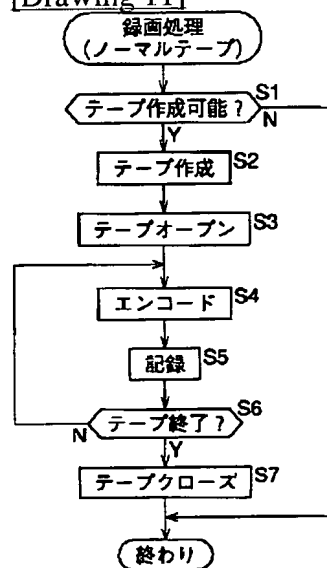 [Drawing 11]
録画処理
(ノーマルテープ)
テープ作成可能？ S1
N
Y
テープ作成 S2
テープオープン S3
エンコード S4
記録 S5
テープ終了？ S6
N
Y
テープクローズ S7
終わり